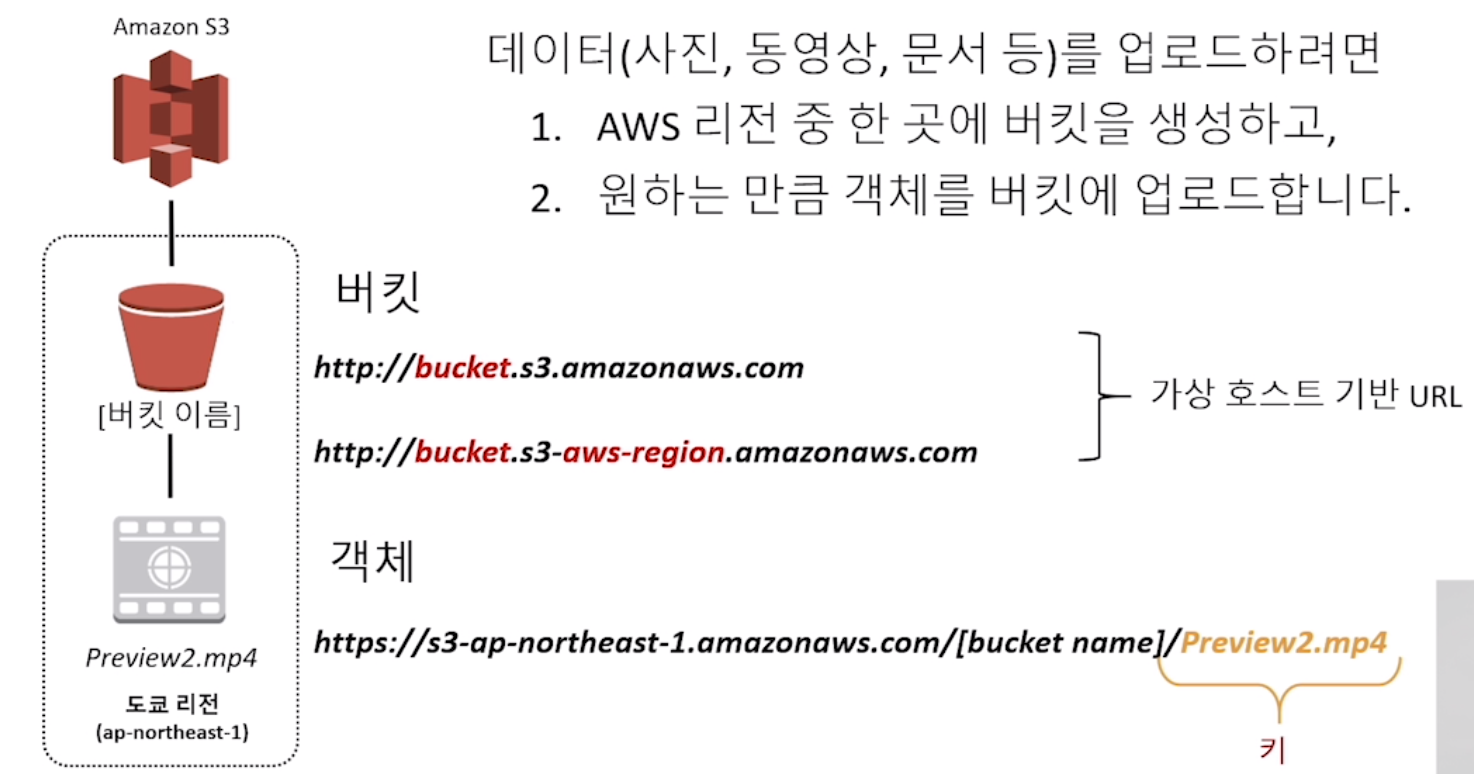 Amazon S3
데이터(사진, 동영상, 문서 등)를 업로드하려면
1. AWS 리전 중 한 곳에 버킷을 생성하고,
2. 원하는 만큼 객체를 버킷에 업로드합니다.
버킷
http://bucket.s3.amazonaws.com
http://bucket.s3-aws-region.amazonaws.com
가상 호스트 기반 URL
[버킷 이름]
객체
https://s3-ap-northeast-1.amazonaws.com/[bucket name]/Preview2.mp4
키
Preview2.mp4
도쿄 리전
(ap-northeast-1)